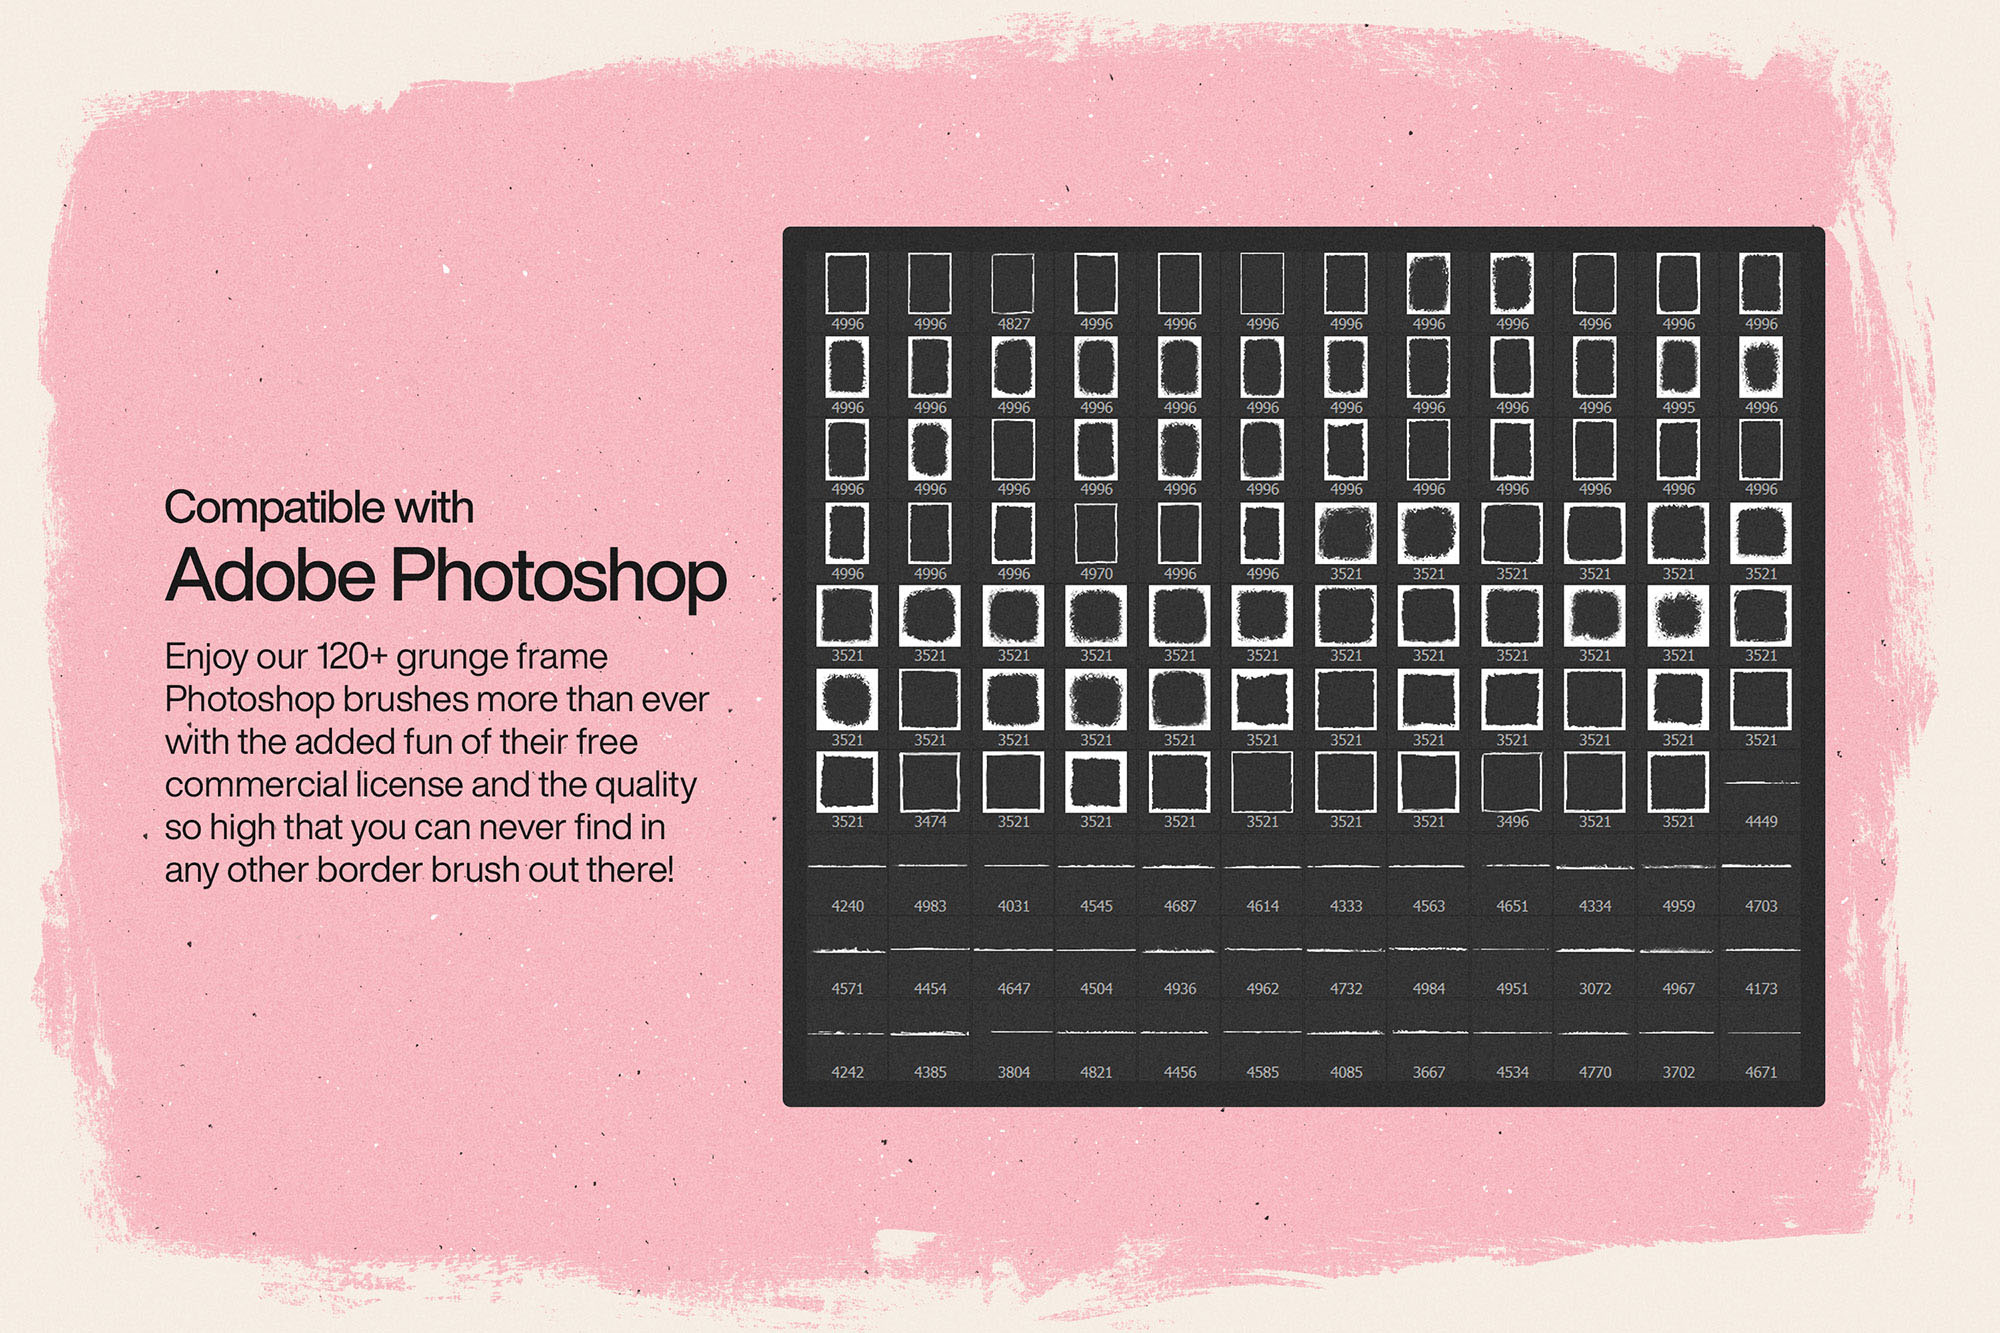 Compatible with
Adobe Photoshop
Enjoy our 120+ grunge frame
Photoshop brushes more than ever
with the added fun of their free
commercial license and the quality
so high that you can never find in
any other border brush out there!
4996 4996 4827 4996 4996 4996 4996 4996 4996 4996 4996 4996
4996 4996 4996 4996 4996 4996 4996 4996 4996 4996 4995 4996
4996 4996 4996 4996 4996 4996 4996 4996 4996 4996 4996 4996
4996 4996 4996 4970 4996 4996 3521 3521 3521 3521 3521 3521
3521 3521 3521 3521 3521 3521 3521 3521 3521 3521 3521 3521
3521 3521 3521 3521 3521 3521 3521 3521 3521 3521 3521 3521
3521 3474 3521 3521 3521 3521 3521 3521 3496 3521 3521 4449
4240 4983 4031 4545 4687 4614 4333 4563 4651 4334 4959 4703
4571 4454 4647 4504 4936 4962 4732 4984 4951 3072 4967 4173
4242 4385 3804 4821 4456 4585 4085 3667 4534 4770 3702 4671